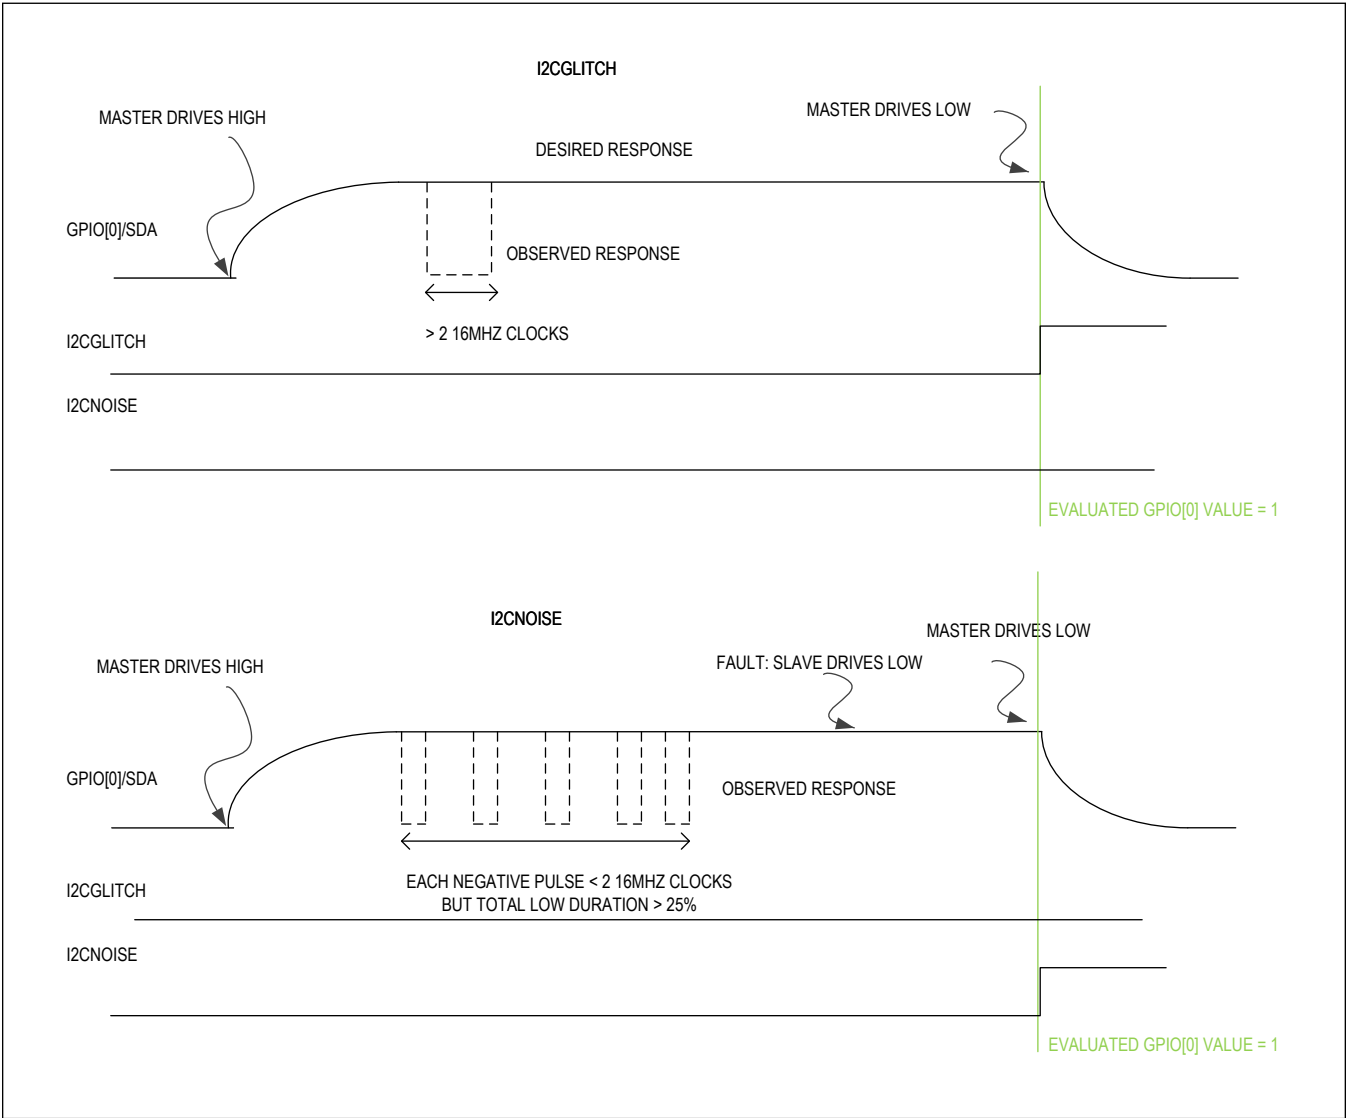 I2CGLITCH
MASTER DRIVES LOW
MASTER DRIVES HIGH
DESIRED RESPONSE
GPIO[0]/SDA
OBSERVED RESPONSE
> 2 16MHZ CLOCKS
I2CGLITCH
I2CNOISE
EVALUATED GPIO[0] VALUE = 1
I2CNOISE
MASTER DRIVES LOW
MASTER DRIVES HIGH
FAULT: SLAVE DRIVES LOW
GPIO[0]/SDA
OBSERVED RESPONSE
EACH NEGATIVE PULSE < 2 16MHZ CLOCKS
BUT TOTAL LOW DURATION > 25%
I2CGLITCH
I2CNOISE
EVALUATED GPIO[0] VALUE = 1